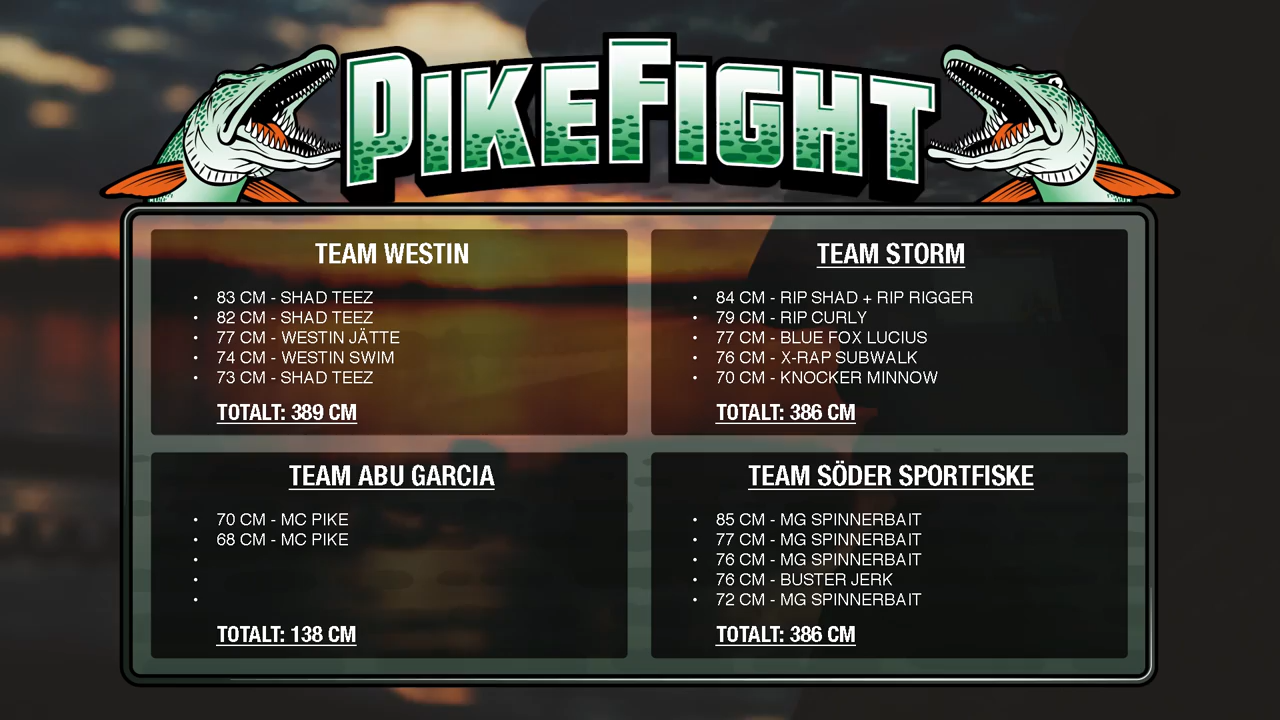 PIKEFIGHT
TEAM WESTIN
• 83 CM - SHAD TEEZ
• 82 CM - SHAD TEEZ
• 77 CM - WESTIN JÄTTE
• 74 CM - WESTIN SWIM
• 73 CM - SHAD TEEZ
TOTALT: 389 CM
TEAM STORM
• 84 CM - RIP SHAD + RIP RIGGER
• 79 CM - RIP CURLY
• 77 CM - BLUE FOX LUCIUS
• 76 CM - X-RAP SUBWALK
• 70 CM - KNOCKER MINNOW
TOTALT: 386 CM
TEAM ABU GARCIA
• 70 CM - MC PIKE
• 68 CM - MC PIKE
•
•
•
TOTALT: 138 CM
TEAM SÖDER SPORTFISKE
• 85 CM - MG SPINNERBAIT
• 77 CM - MG SPINNERBAIT
• 76 CM - MG SPINNERBAIT
• 76 CM - BUSTER JERK
• 72 CM - MG SPINNERBAIT
TOTALT: 386 CM